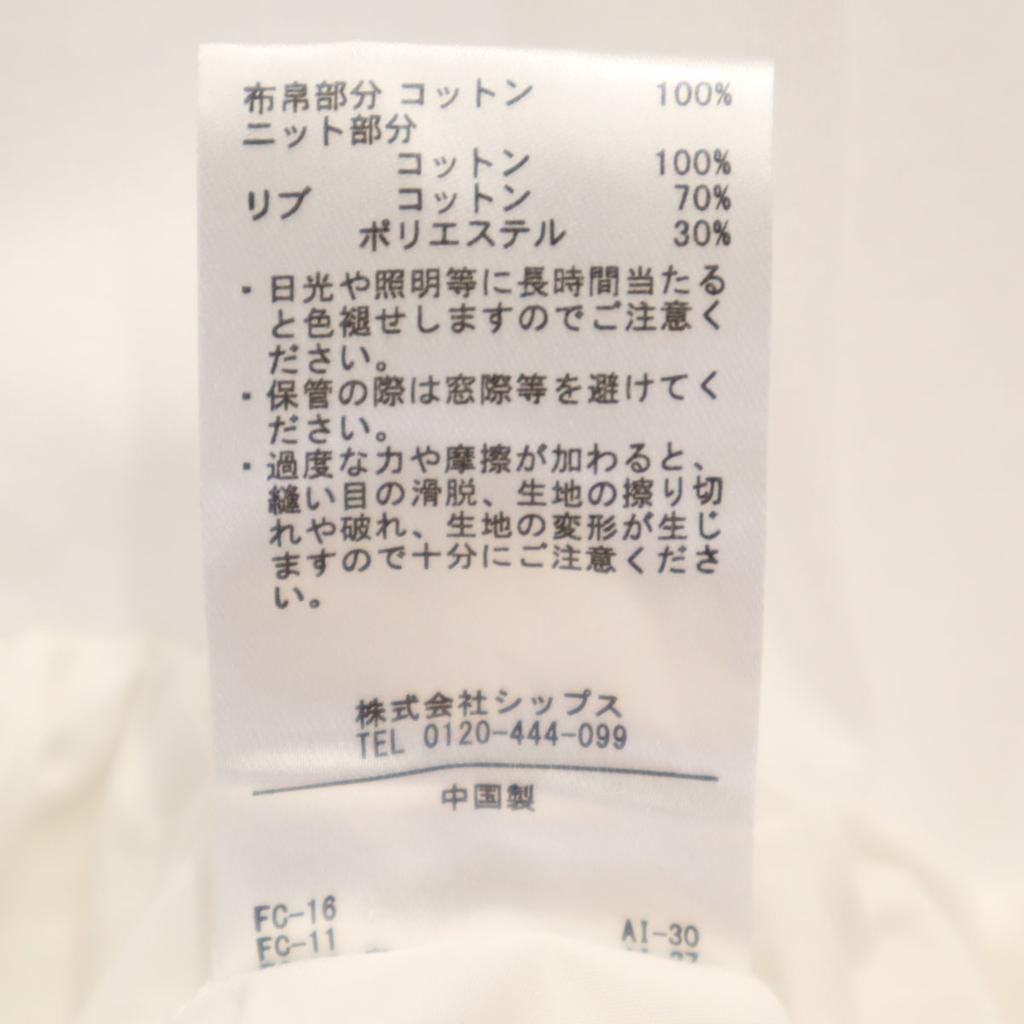 布帛部分 コットン 100%
ニット部分
コットン 100%
リブ コットン 70%
ポリエステル 30%
・日光や照明等に長時間当たる
と色褪せしますのでご注意く
ださい。
・保管の際は窓際等を避けてく
ださい。
・過度な力や摩擦が加わると、
縫い目の滑脱、生地の擦り切
れや破れ、生地の変形が生じ
ますので十分にご注意くださ
い。
株式会社シップス
TEL 0120-444-099
中国製
FC-16
AI-30
FC-11